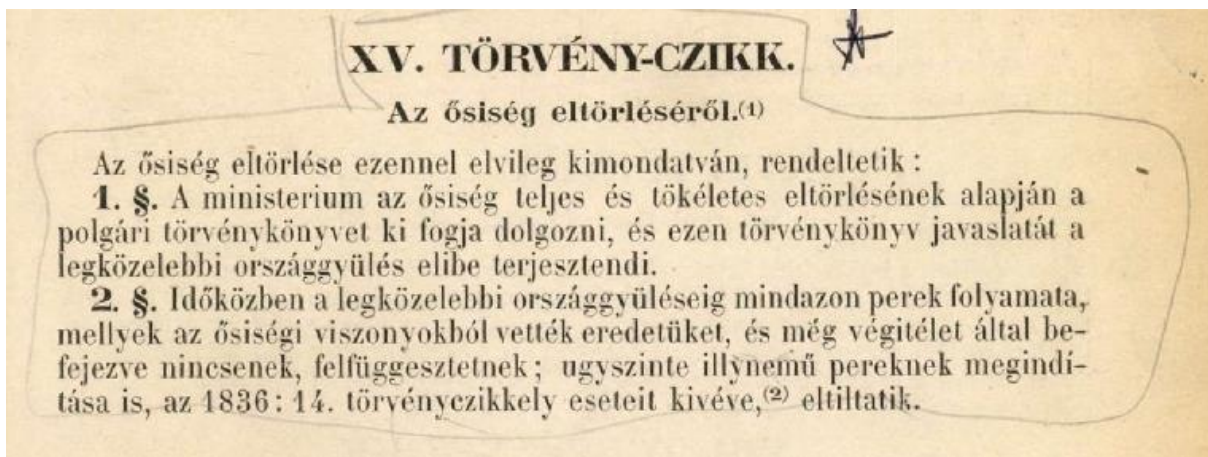 XV. TÖRVÉNY-CZIKK.
Az ősiség eltörléséről.(1)
Az ősiség eltörlése ezennel elvileg kimondatván, rendeltetik :
1. §. A ministerium az ősiség teljes és tökéletes eltörlésének alapján a
polgári törvénykönyvet ki fogja dolgozni, és ezen törvénykönyv javaslatát a
legközelebbi országgyülés elibe terjesztendi.
2. §. Időközben a legközelebbi országgyüléseig mindazon perek folyamata,
mellyek az ősiségi viszonyokból vették eredetüket, és még végitélet által be-
fejezve nincsenek, felfüggesztetnek ; ugyszinte illynemű pereknek megindí-
tása is, az 1836 : 14. törvényczikkely eseteit kivéve,(2) eltiltatik.